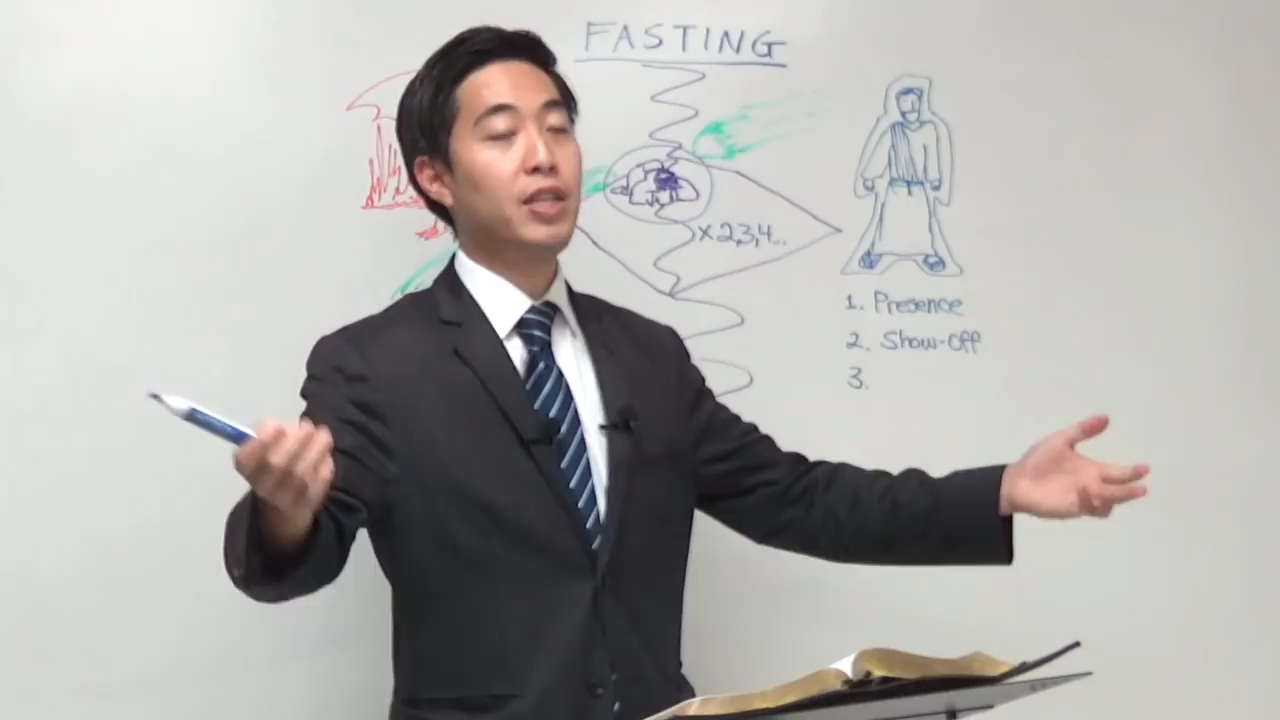 FASTING
x2,3,4...
1. Presence
2. Show-Off
3.